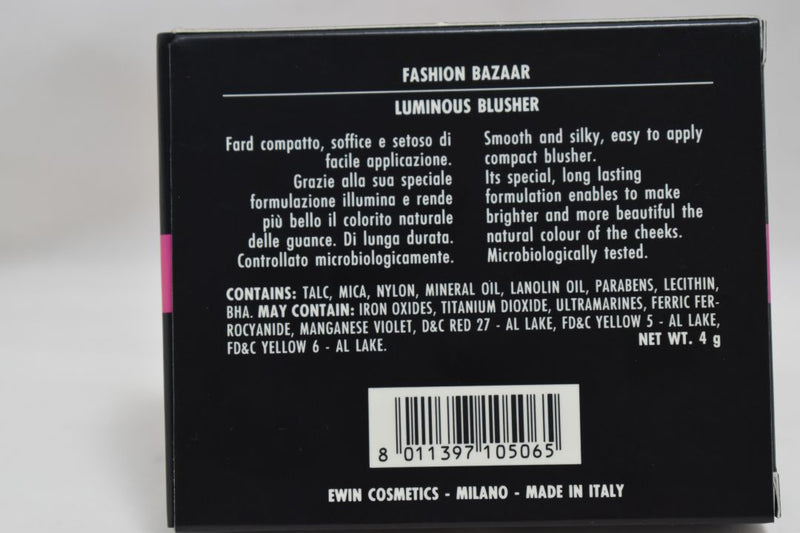 FASHION BAZAAR
LUMINOUS BLUSHER
Fard compatto, soffice e setoso di
facile applicazione.
Grazie alla sua speciale
formulazione illumina e rende
più bello il colorito naturale
delle guance. Di lunga durata.
Controllato microbiologicamente.
Smooth and silky, easy to apply
compact blusher.
Its special, long lasting
formulation enables to make
brighter and more beautiful the
natural colour of the cheeks.
Microbiologically tested.
CONTAINS: TALC, MICA, NYLON, MINERAL OIL, LANOLIN OIL, PARABENS, LECITHIN,
BHA. MAY CONTAIN: IRON OXIDES, TITANIUM DIOXIDE, ULTRAMARINES, FERRIC FER-
ROCYANIDE, MANGANESE VIOLET, D&C RED 27 - AL LAKE, FD&C YELLOW 5 - AL LAKE,
FD&C YELLOW 6 - AL LAKE. NET WT. 4 g
8 011397 105065
EWIN COSMETICS - MILANO - MADE IN ITALY